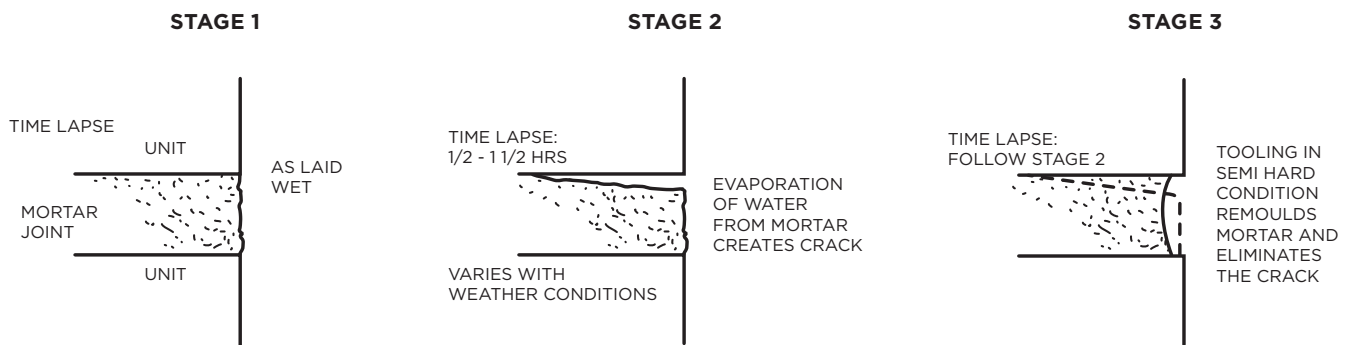 STAGE 1
TIME LAPSE
UNIT
AS LAID
WET
MORTAR
JOINT
UNIT
STAGE 2
TIME LAPSE:
1/2 - 1 1/2 HRS
EVAPORATION
OF WATER
FROM MORTAR
CREATES CRACK
VARIES WITH
WEATHER CONDITIONS
STAGE 3
TIME LAPSE:
FOLLOW STAGE 2
TOOLING IN
SEMI HARD
CONDITION
REMOULDS
MORTAR AND
ELIMINATES
THE CRACK